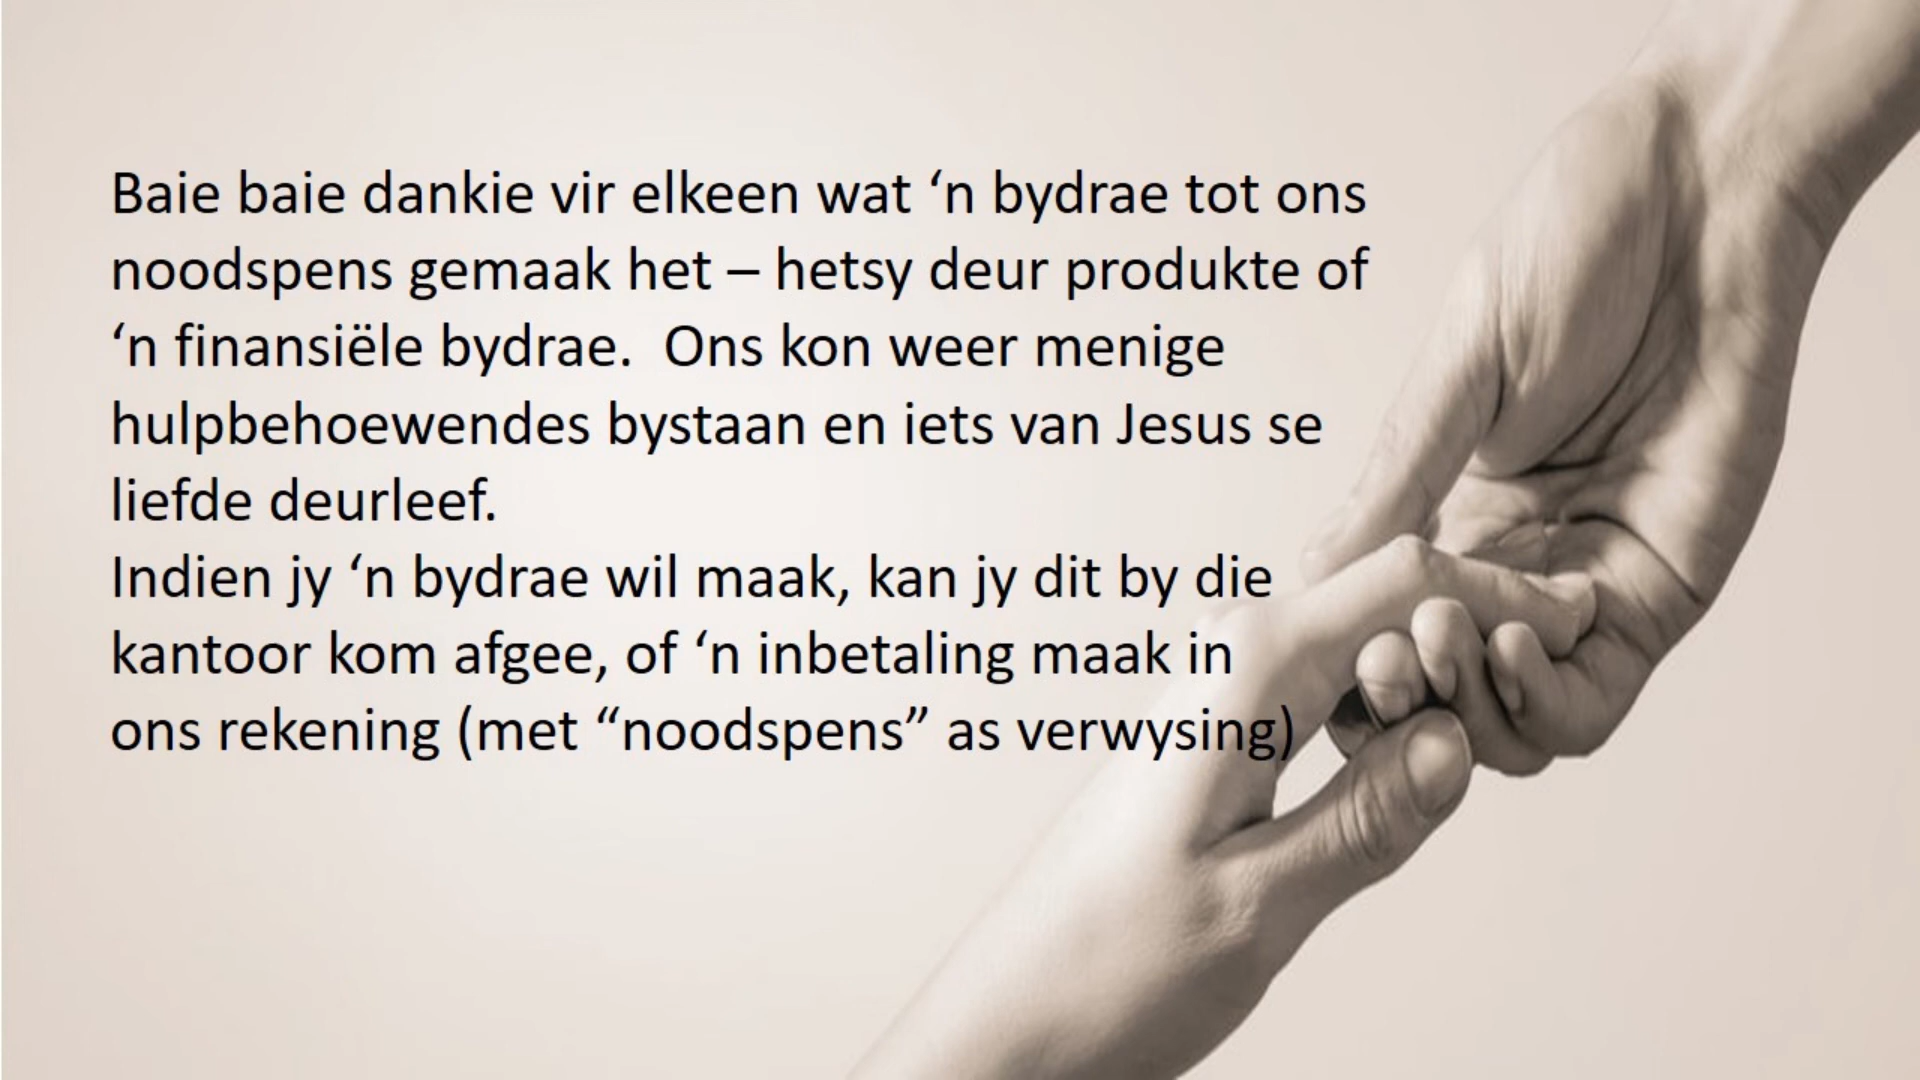 Baie baie dankie vir elkeen wat ‘n bydrae tot ons
noodspens gemaak het – hetsy deur produkte of
‘n finansiële bydrae.  Ons kon weer menige
hulpbehoewendes bystaan en iets van Jesus se
liefde deurleef.
Indien jy ‘n bydrae wil maak, kan jy dit by die
kantoor kom afgee, of ‘n inbetaling maak in
ons rekening (met “noodspens” as verwysing)